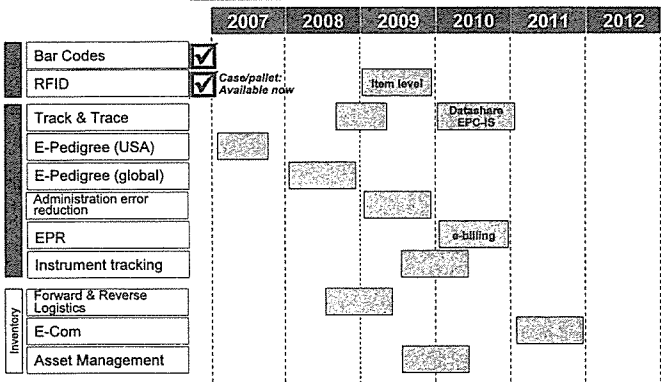 2007 2008 2009 2010 2011 2012
Bar Codes
RFID Case/pallet: Item level
Available now
Track & Trace Datashare
EPC-IS
E-Pedigree (USA)
E-Pedigree (global)
Administration error
reduction
EPR e-billing
Instrument tracking
Inventory
Forward & Reverse
Logistics
E-Com
Asset Management